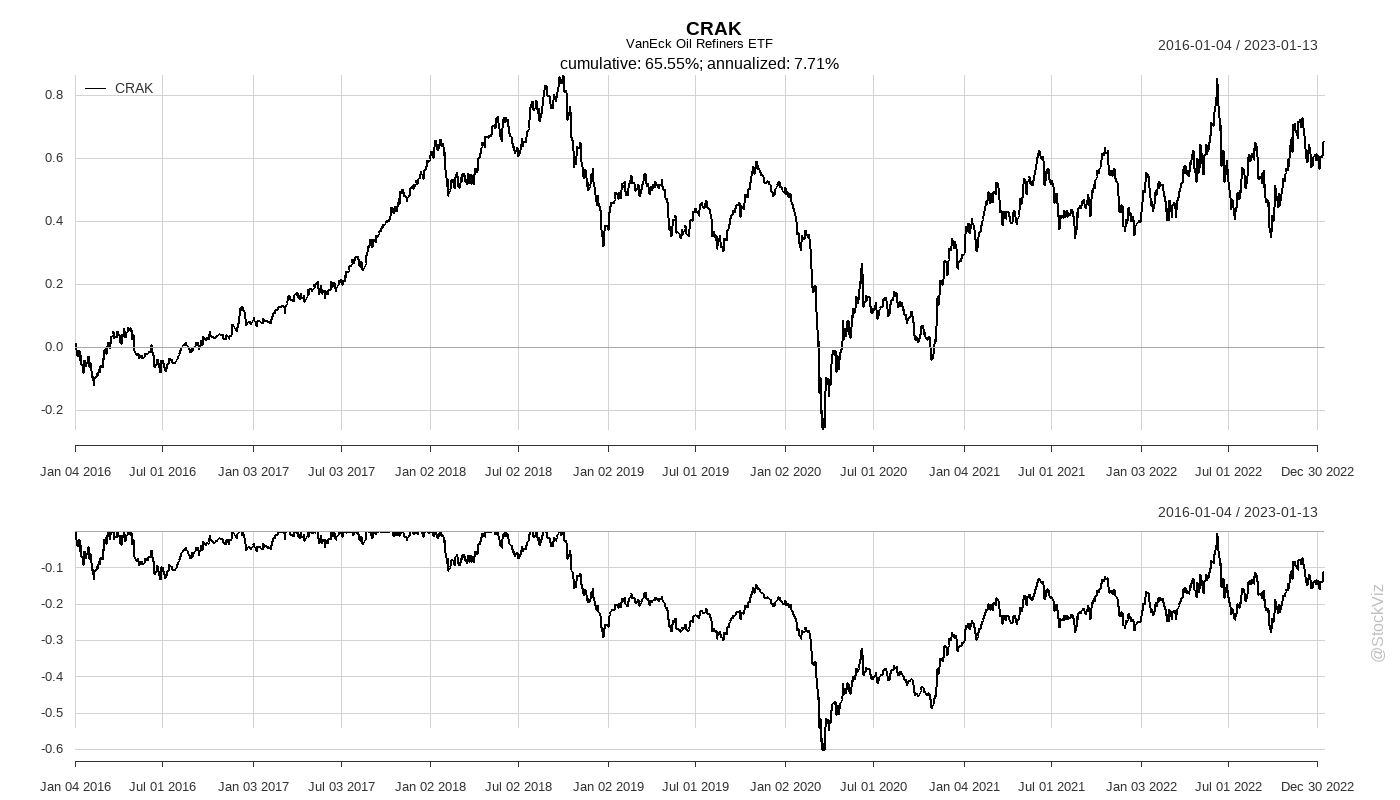 CRAK
VanEck Oil Refiners ETF
2016-01-04 / 2023-01-13
cumulative: 65.55%; annualized: 7.71%
CRAK
0.8
0.6
0.4
0.2
0.0
-0.2
Jan 04 2016 Jul 01 2016 Jan 03 2017 Jul 03 2017 Jan 02 2018 Jul 02 2018 Jan 02 2019 Jul 01 2019 Jan 02 2020 Jul 01 2020 Jan 04 2021 Jul 01 2021 Jan 03 2022 Jul 01 2022 Dec 30 2022
2016-01-04 / 2023-01-13
-0.1
-0.2
-0.3
-0.4
-0.5
-0.6
Jan 04 2016 Jul 01 2016 Jan 03 2017 Jul 03 2017 Jan 02 2018 Jul 02 2018 Jan 02 2019 Jul 01 2019 Jan 02 2020 Jul 01 2020 Jan 04 2021 Jul 01 2021 Jan 03 2022 Jul 01 2022 Dec 30 2022
@StockViz